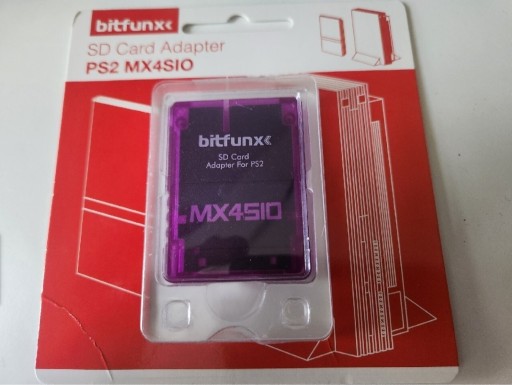 bitfunx
SD Card Adapter
PS2 MX4SIO
bitfunx
SD Card
Adapter For PS2
MX4SIO